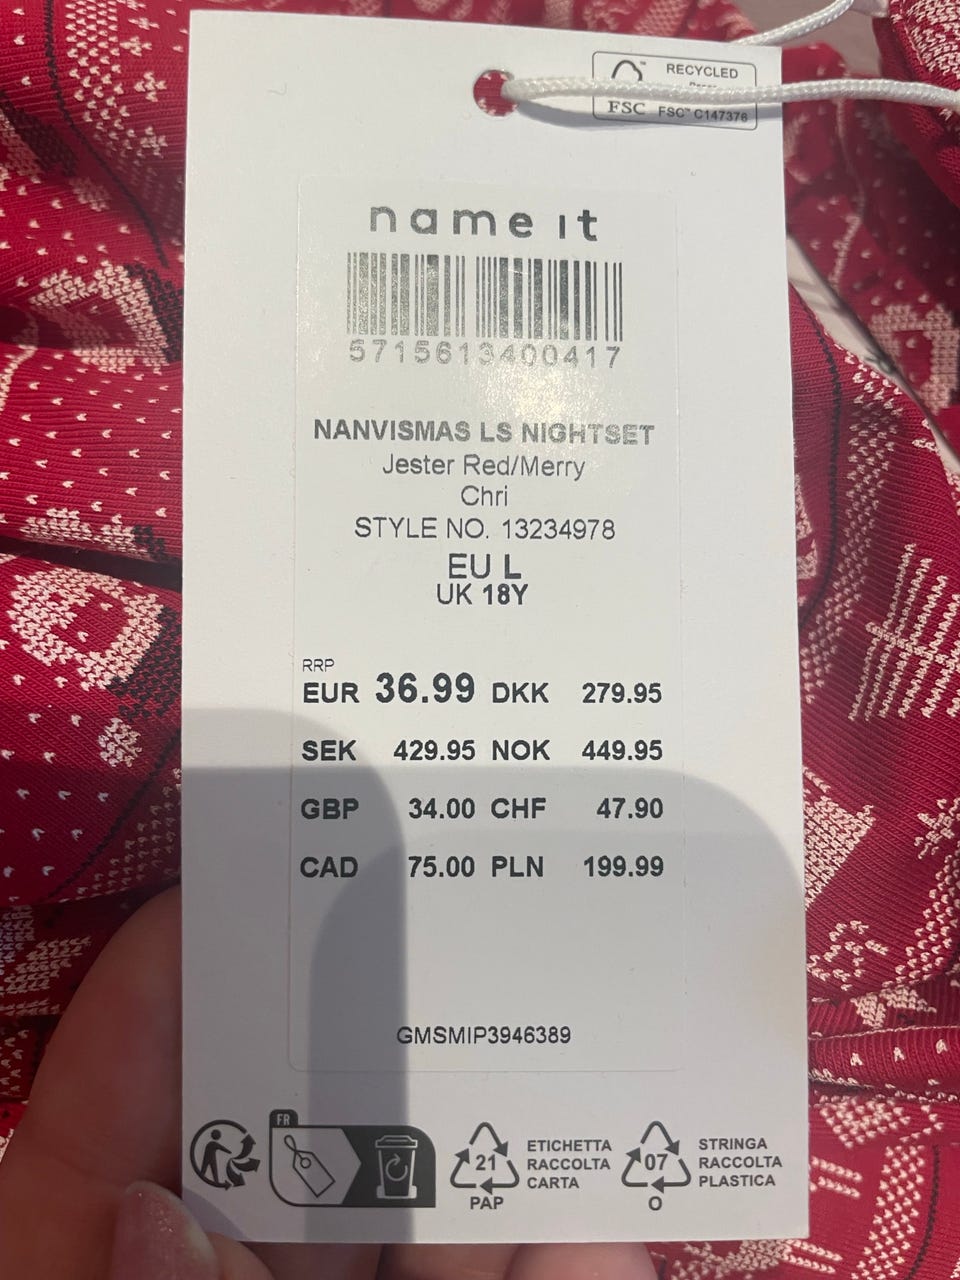 RECYCLED
FSC™ C147376
FSC
name it
5715613400417
NANVISMAS LS NIGHTSET
Jester Red/Merry
Chri
STYLE NO. 13234978
EU L
UK 18Y
RRP
EUR 36.99 DKK 279.95
SEK 429.95 NOK 449.95
GBP 34.00 CHF 47.90
CAD 75.00 PLN 199.99
GMSMIP3946389
FR
21
PAP
ETICHETTA
RACCOLTA
CARTA
07
O
STRINGA
RACCOLTA
PLASTICA